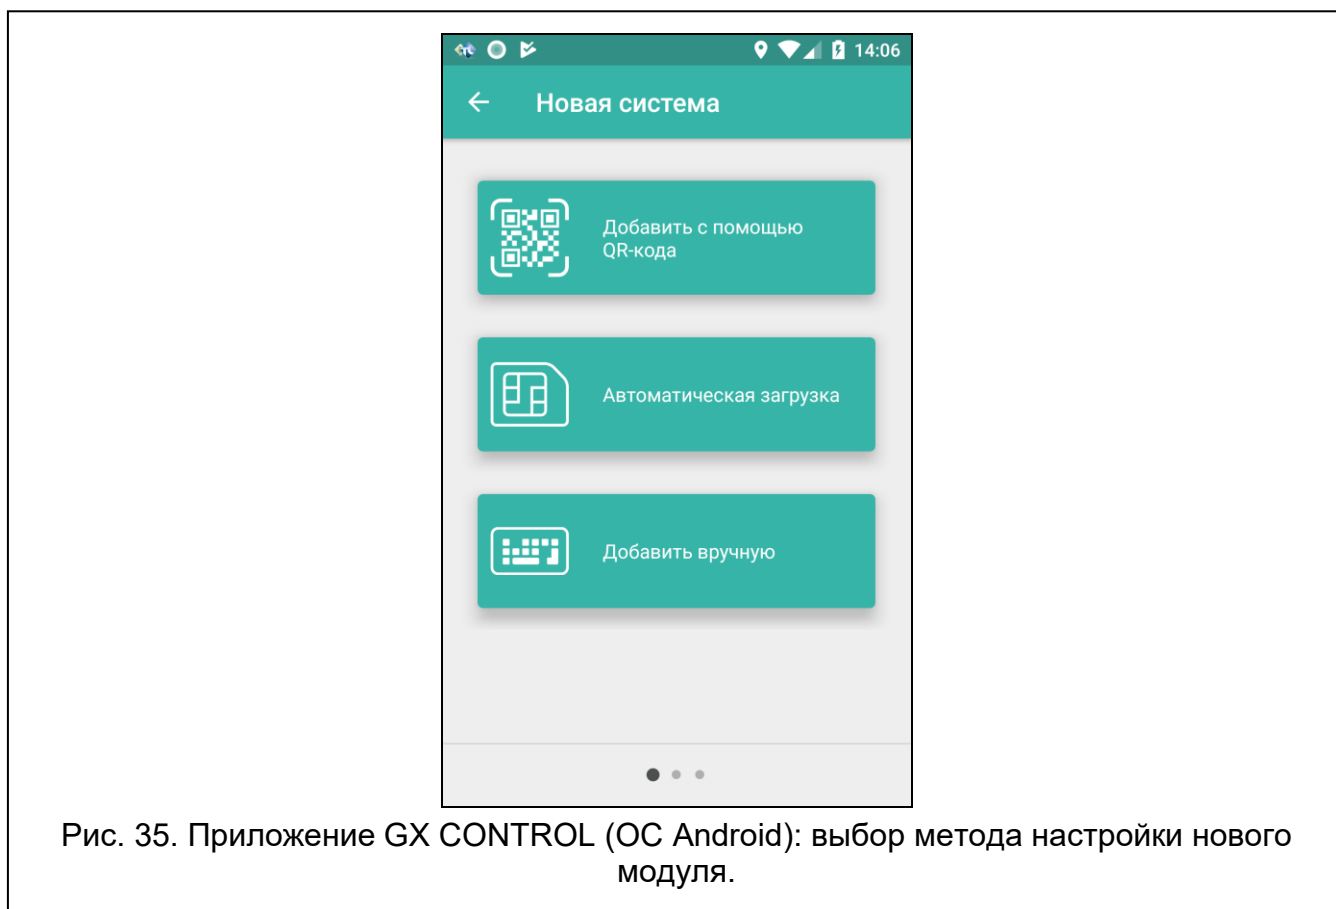 14:06
Новая система
Добавить с помощью
QR-кода
Автоматическая загрузка
Добавить вручную
Рис. 35. Приложение GX CONTROL (ОС Android): выбор метода настройки нового
модуля.